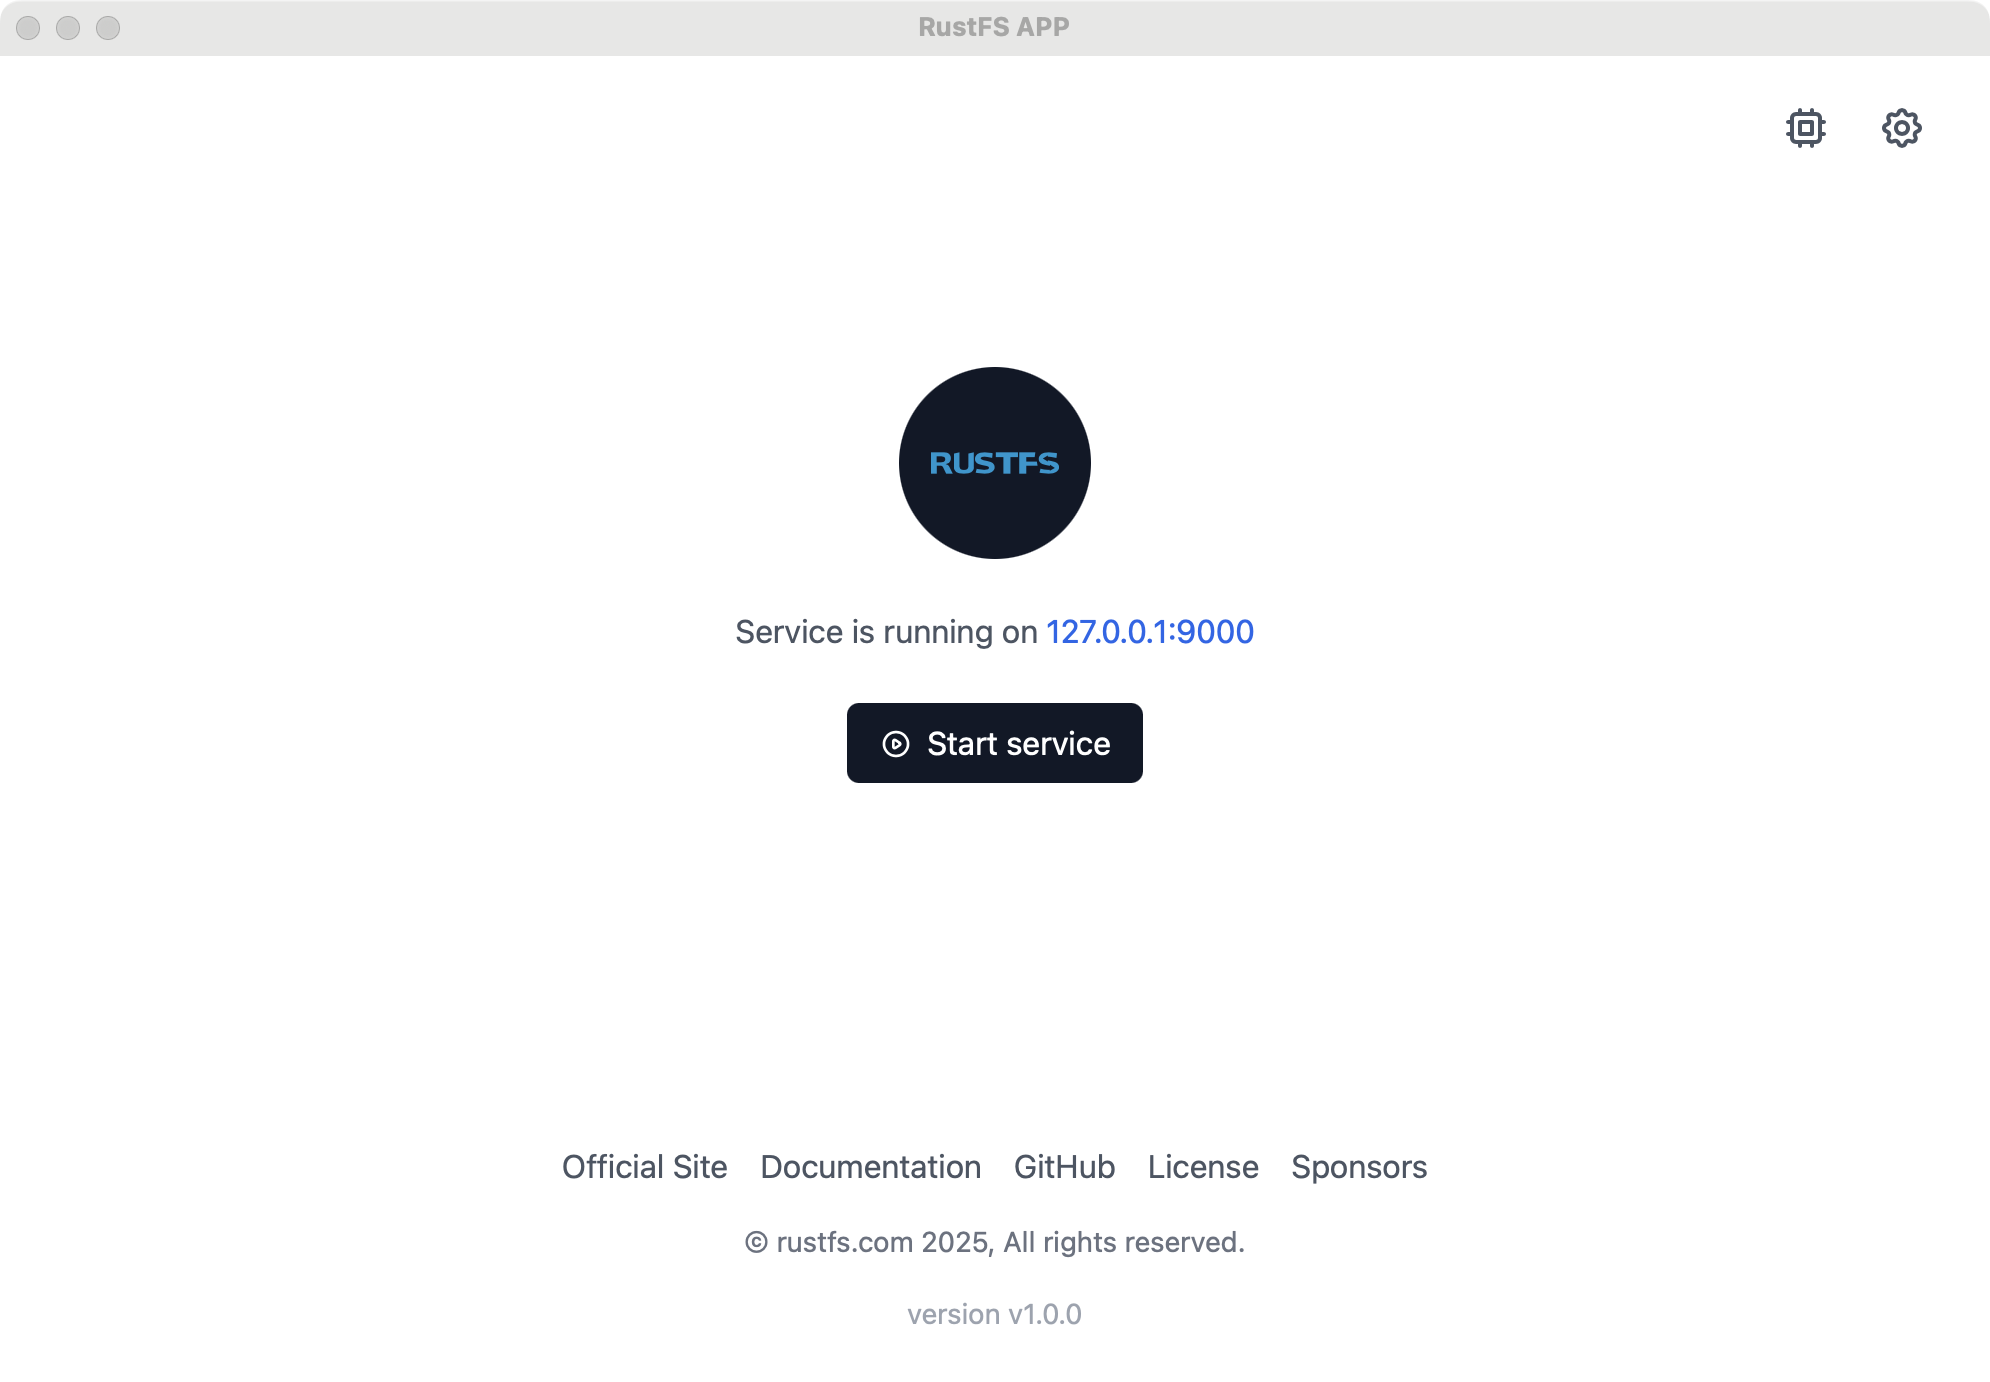 RustFS APP
RUSTFS
Service is running on 127.0.0.1:9000
Start service
Official Site Documentation GitHub License Sponsors
© rustfs.com 2025, All rights reserved.
version v1.0.0